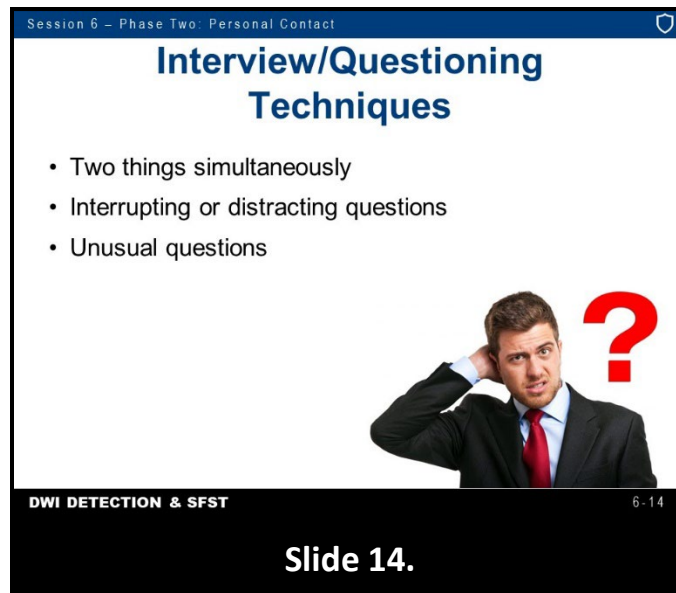 Session 6 – Phase Two: Personal Contact
Interview/Questioning
Techniques
• Two things simultaneously
• Interrupting or distracting questions
• Unusual questions
?
DWI DETECTION & SFST
6-14
Slide 14.